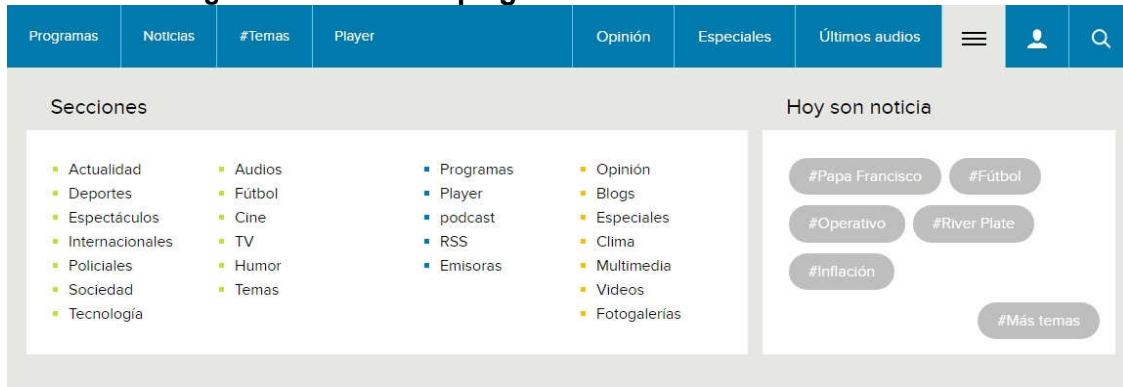 Programas Noticias #Temas Player Opinión Especiales Últimos audios
Secciones
Actualidad
Deportes
Espectáculos
Internacionales
Policiales
Sociedad
Tecnología
Audios
Fútbol
Cine
TV
Humor
Temas
Programas
Player
podcast
RSS
Emisoras
Opinión
Blogs
Especiales
Clima
Multimedia
Videos
Fotogalerías
Hoy son noticia
#Papa Francisco #Fútbol
#Operativo #River Plate
#Inflación
#Más temas